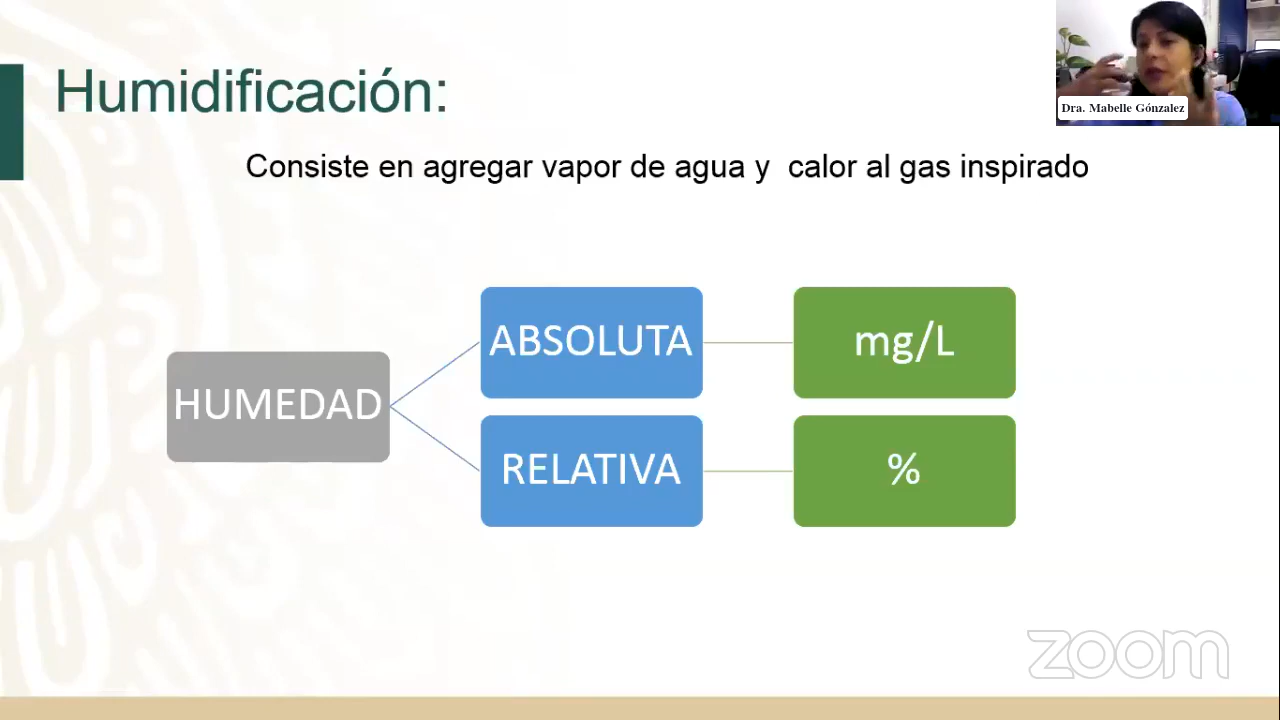 Humidificación:
Dra. Mabelle Gónzalez
Consiste en agregar vapor de agua y calor al gas inspirado
HUMEDAD
ABSOLUTA
mg/L
RELATIVA
%
zoom